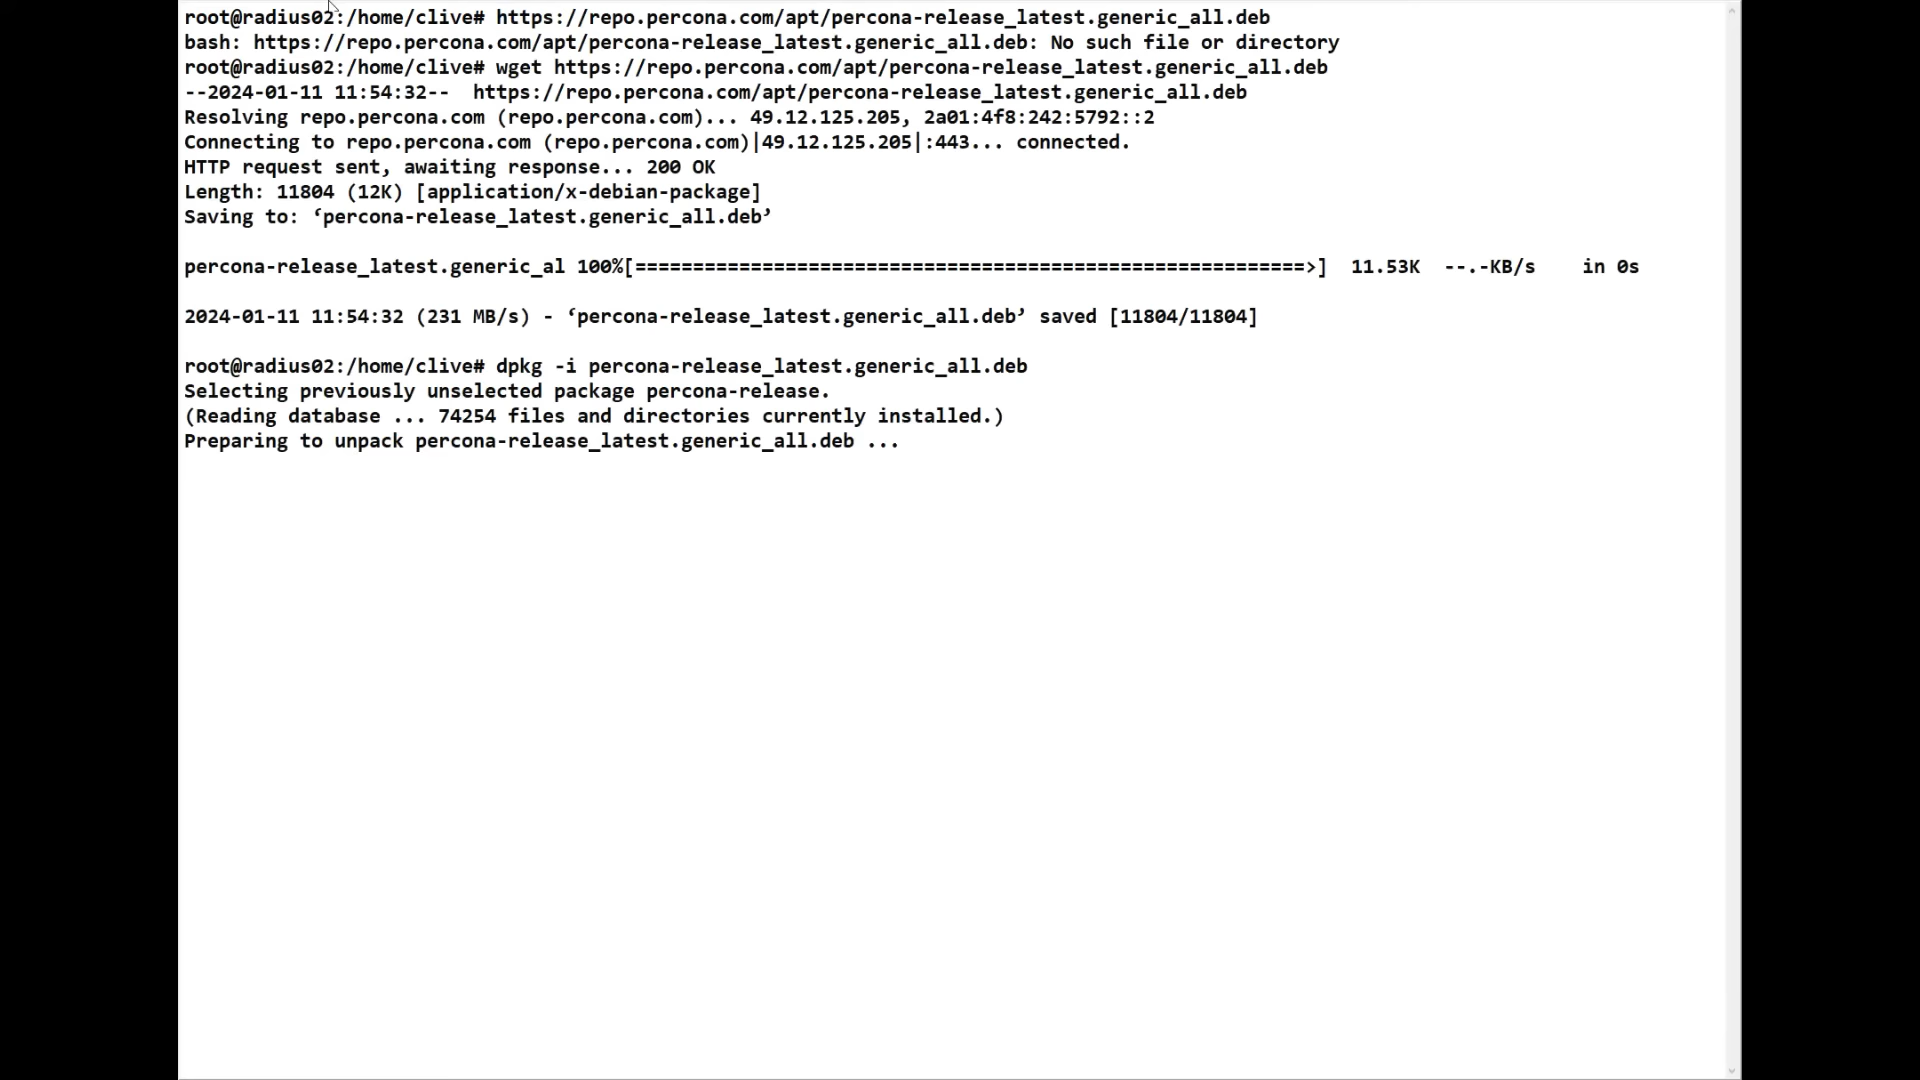 root@radius02:/home/clive# https://repo.percona.com/apt/percona-release_latest.generic_all.deb
bash: https://repo.percona.com/apt/percona-release_latest.generic_all.deb: No such file or directory
root@radius02:/home/clive# wget https://repo.percona.com/apt/percona-release_latest.generic_all.deb
--2024-01-11 11:54:32--  https://repo.percona.com/apt/percona-release_latest.generic_all.deb
Resolving repo.percona.com (repo.percona.com)... 49.12.125.205, 2a01:4f8:242:5792::2
Connecting to repo.percona.com (repo.percona.com)|49.12.125.205|:443... connected.
HTTP request sent, awaiting response... 200 OK
Length: 11804 (12K) [application/x-debian-package]
Saving to: ‘percona-release_latest.generic_all.deb’
percona-release_latest.generic_al 100%[==========================================================>]  11.53K  --.-KB/s    in 0s
2024-01-11 11:54:32 (231 MB/s) - ‘percona-release_latest.generic_all.deb’ saved [11804/11804]
root@radius02:/home/clive# dpkg -i percona-release_latest.generic_all.deb
Selecting previously unselected package percona-release.
(Reading database ... 74254 files and directories currently installed.)
Preparing to unpack percona-release_latest.generic_all.deb ...